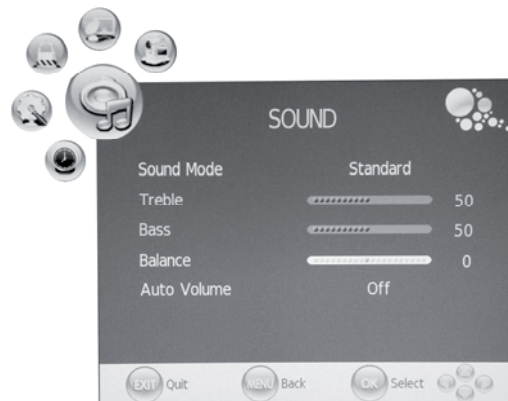 SOUND
Sound Mode Standard
Treble 50
Bass 50
Balance 0
Auto Volume Off
EXIT Quit MENU Back OK Select